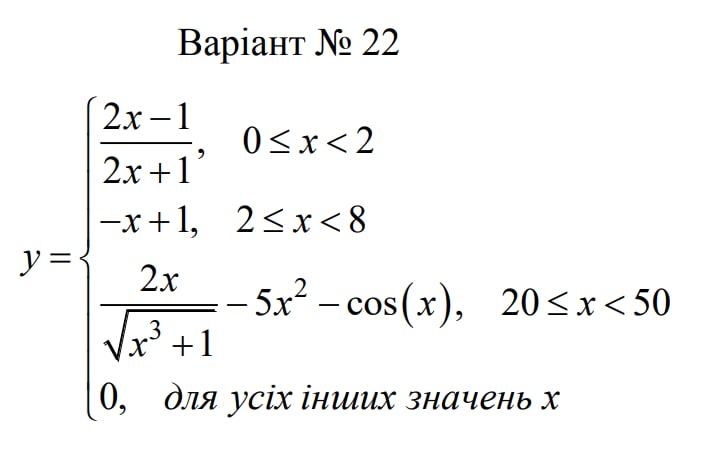 Варіант № 22
y = { (2x − 1)/(2x + 1), 0 ≤ x < 2
−x + 1, 2 ≤ x < 8
2x/√(x³ + 1) − 5x² − cos(x), 20 ≤ x < 50
0, для усіх інших значень x